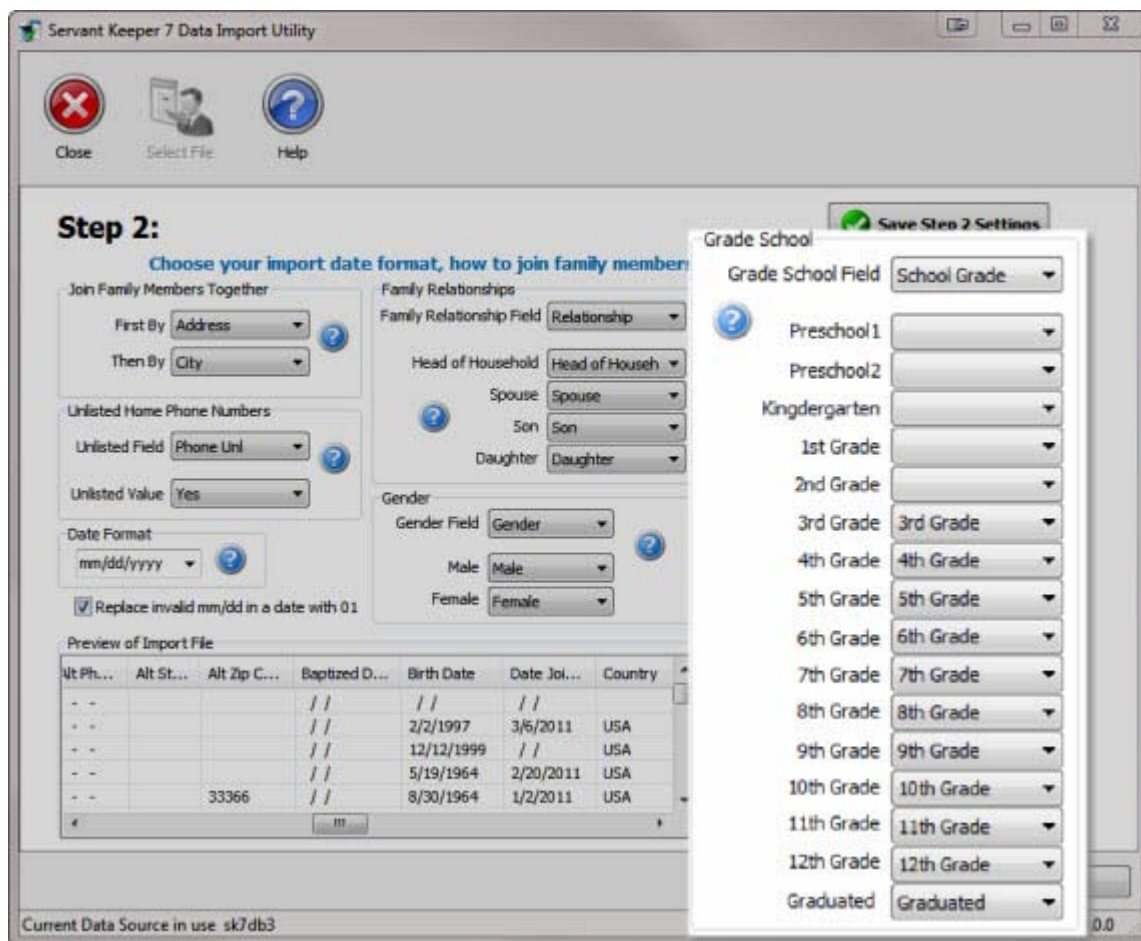 Servant Keeper 7 Data Import Utility
Close Select File Help
Step 2:
Save Step 2 Settings
Choose your import date format, how to join family member
Join Family Members Together
First By Address
Then By City
Unlisted Home Phone Numbers
Unlisted Field Phone Unl
Unlisted Value Yes
Date Format
mm/dd/yyyy
Replace invalid mm/dd in a date with 01
Family Relationships
Family Relationship Field Relationship
Head of Household Head of Househ
Spouse Spouse
Son Son
Daughter Daughter
Gender
Gender Field Gender
Male Male
Female Female
Grade School
Grade School Field School Grade
Preschool1
Preschool2
Kingdergarten
1st Grade
2nd Grade
3rd Grade 3rd Grade
4th Grade 4th Grade
5th Grade 5th Grade
6th Grade 6th Grade
7th Grade 7th Grade
8th Grade 8th Grade
9th Grade 9th Grade
10th Grade 10th Grade
11th Grade 11th Grade
12th Grade 12th Grade
Graduated Graduated
Preview of Import File
Alt Ph... Alt St... Alt Zip C... Baptized D... Birth Date Date Joi... Country
- - / / / / / /
- - / / 2/2/1997 3/6/2011 USA
- - / / 12/12/1999 / / USA
- - / / 5/19/1964 2/20/2011 USA
- - 33366 / / 8/30/1964 1/2/2011 USA
Current Data Source in use sk7db3
0.0